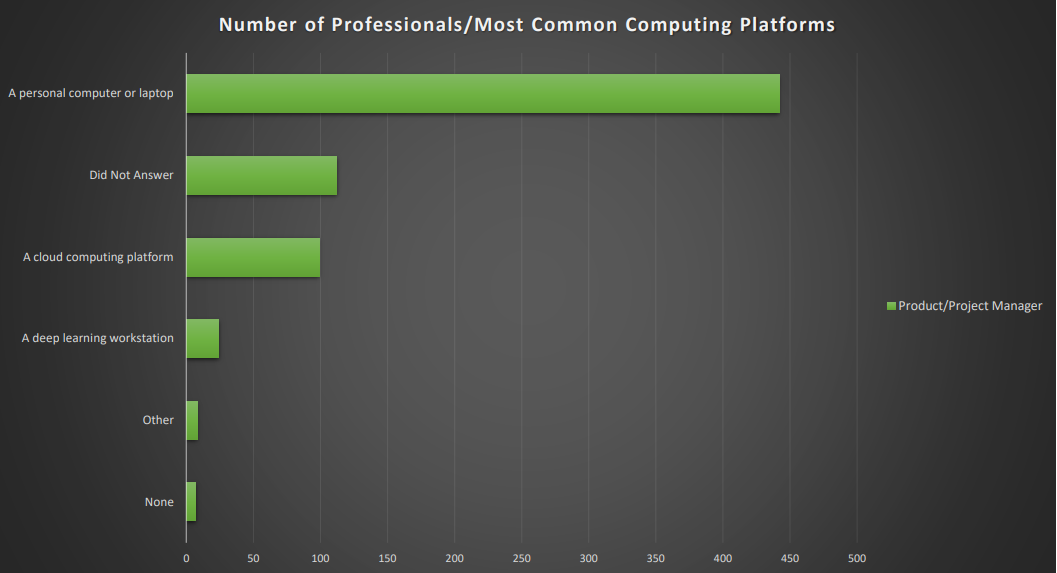 Number of Professionals/Most Common Computing Platforms
A personal computer or laptop
Did Not Answer
A cloud computing platform
A deep learning workstation
Other
None
0 50 100 150 200 250 300 350 400 450 500
Product/Project Manager